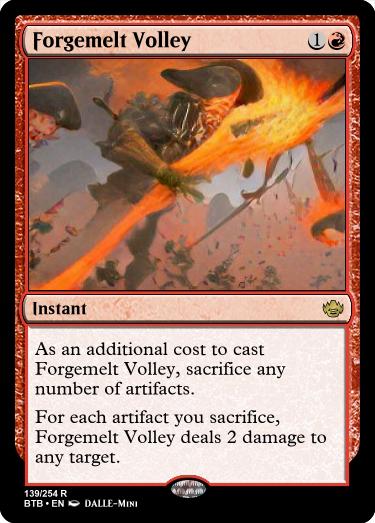 Forgemelt Volley 1
Instant
As an additional cost to cast
Forgemelt Volley, sacrifice any
number of artifacts.
For each artifact you sacrifice,
Forgemelt Volley deals 2 damage to
any target.
139/254 R
BTB • EN DALLE-Mini